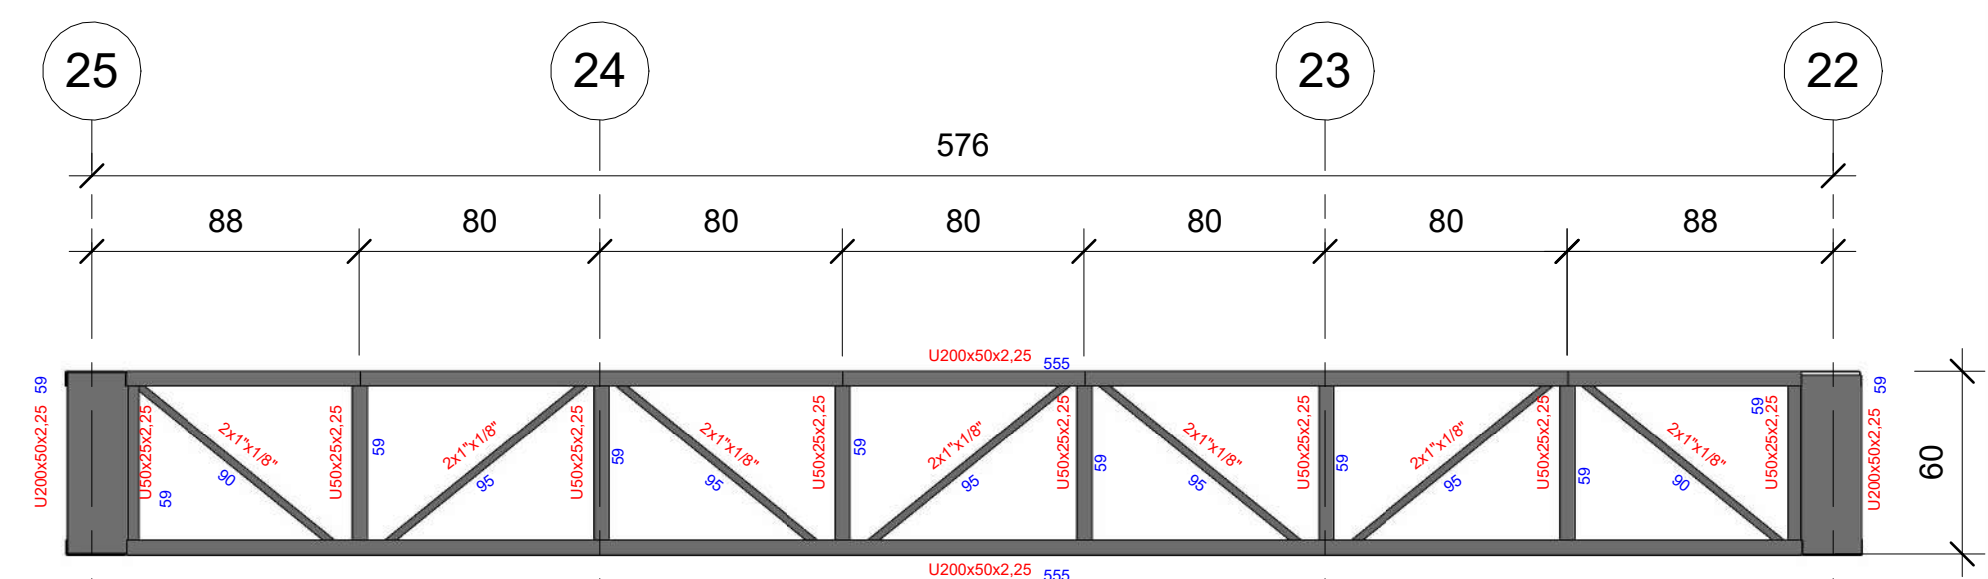 25 24 23 22
576
88 80 80 80 80 80 88
U200x50x2,25 555
59 U200x50x2,25
U50x25x2,25 59
2x1"x1/8" 90
U50x25x2,25 59
2x1"x1/8" 95
U50x25x2,25 59
2x1"x1/8" 95
U50x25x2,25 59
2x1"x1/8" 95
U50x25x2,25 59
2x1"x1/8" 95
U50x25x2,25 59
2x1"x1/8" 95
U50x25x2,25 59
2x1"x1/8" 90
59 U50x25x2,25
59 U200x50x2,25
60
U200x50x2,25 555